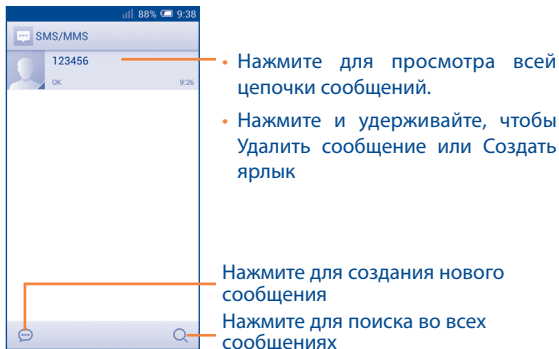 88% 9:38
SMS/MMS
123456
OK 9:26
• Нажмите для просмотра всей
цепочки сообщений.
• Нажмите и удерживайте, чтобы
Удалить сообщение или Создать
ярлык
Нажмите для создания нового
сообщения
Нажмите для поиска во всех
сообщениях